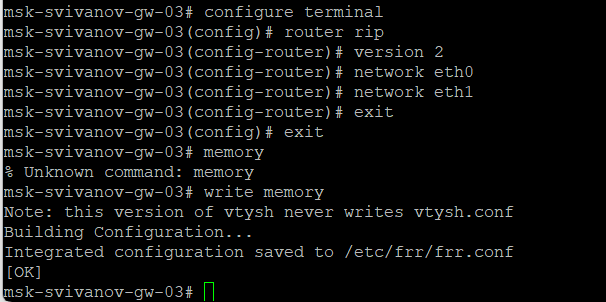 msk-svivanov-gw-03# configure terminal
msk-svivanov-gw-03(config)# router rip
msk-svivanov-gw-03(config-router)# version 2
msk-svivanov-gw-03(config-router)# network eth0
msk-svivanov-gw-03(config-router)# network eth1
msk-svivanov-gw-03(config-router)# exit
msk-svivanov-gw-03(config)# exit
msk-svivanov-gw-03# memory
% Unknown command: memory
msk-svivanov-gw-03# write memory
Note: this version of vtysh never writes vtysh.conf
Building Configuration...
Integrated configuration saved to /etc/frr/frr.conf
[OK]
msk-svivanov-gw-03#